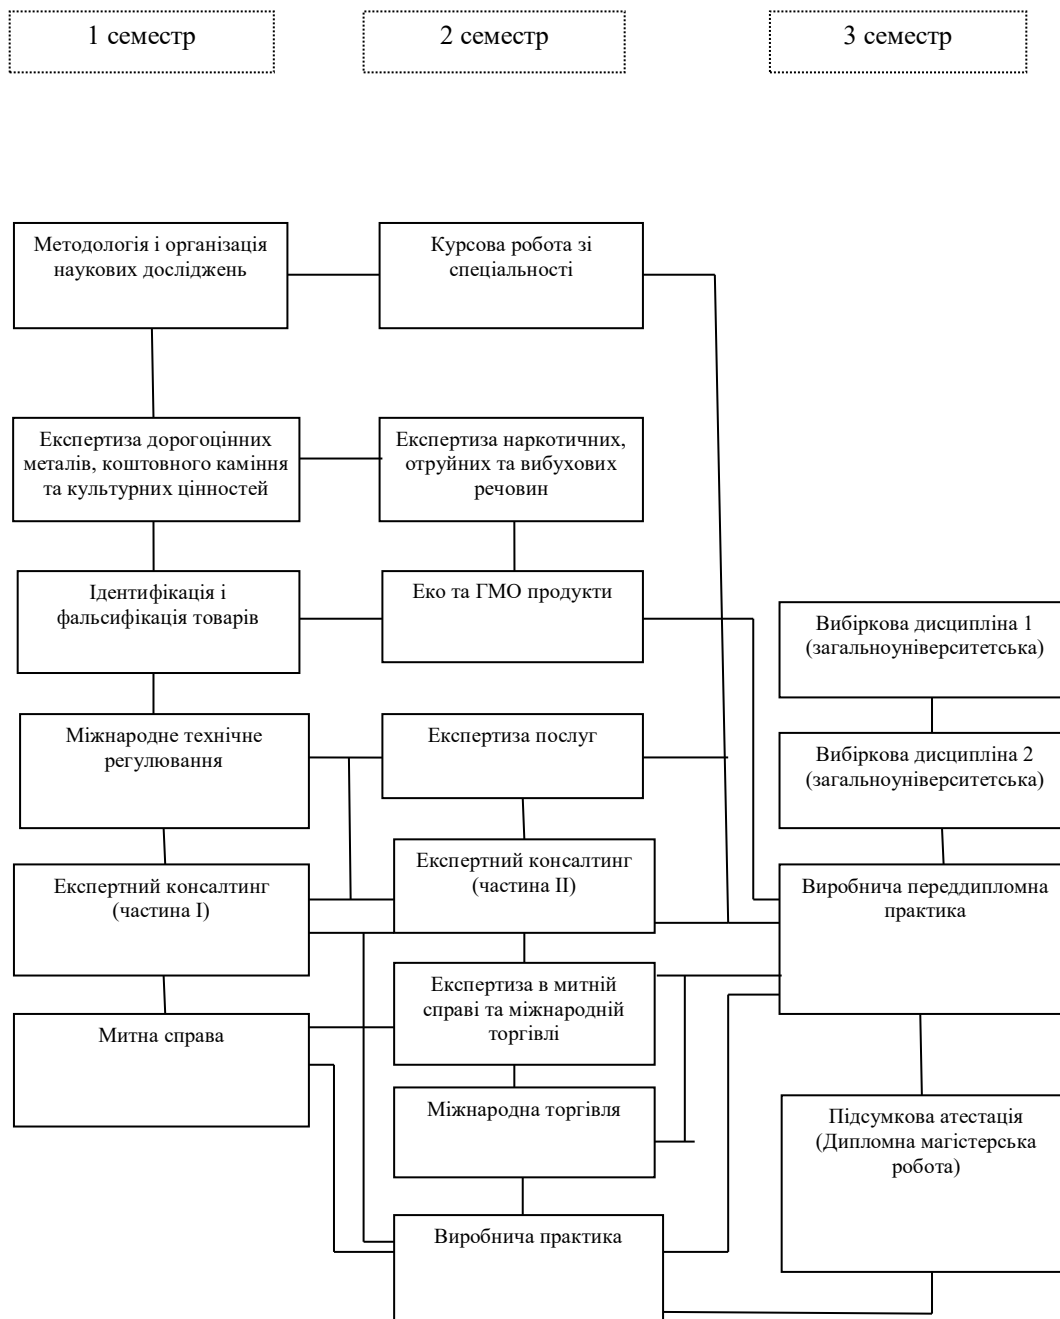 1 семестр
2 семестр
3 семестр
Методологія і організація
наукових досліджень
Курсова робота зі
спеціальності
Експертиза дорогоцінних
металів, коштовного каміння
та культурних цінностей
Експертиза наркотичних,
отруйних та вибухових
речовин
Ідентифікація і
фальсифікація товарів
Еко та ГМО продукти
Вибіркова дисципліна 1
(загальноуніверситетська)
Міжнародне технічне
регулювання
Експертиза послуг
Вибіркова дисципліна 2
(загальноуніверситетська)
Експертний консалтинг
(частина І)
Експертний консалтинг
(частина ІІ)
Виробнича переддипломна
практика
Митна справа
Експертиза в митній
справі та міжнародній
торгівлі
Міжнародна торгівля
Підсумкова атестація
(Дипломна магістерська
робота)
Виробнича практика